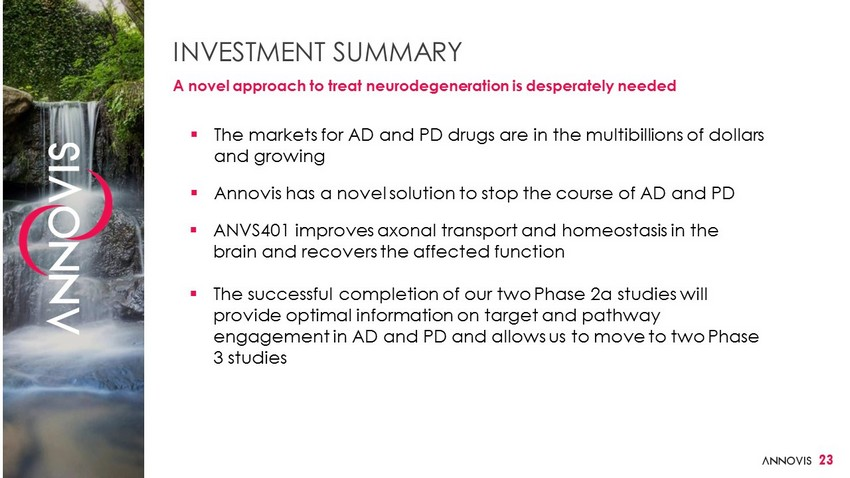 ANNOVIS
INVESTMENT SUMMARY
A novel approach to treat neurodegeneration is desperately needed
▪ The markets for AD and PD drugs are in the multibillions of dollars
and growing
▪ Annovis has a novel solution to stop the course of AD and PD
▪ ANVS401 improves axonal transport and homeostasis in the
brain and recovers the affected function
▪ The successful completion of our two Phase 2a studies will
provide optimal information on target and pathway
engagement in AD and PD and allows us to move to two Phase
3 studies
ANNOVIS 23